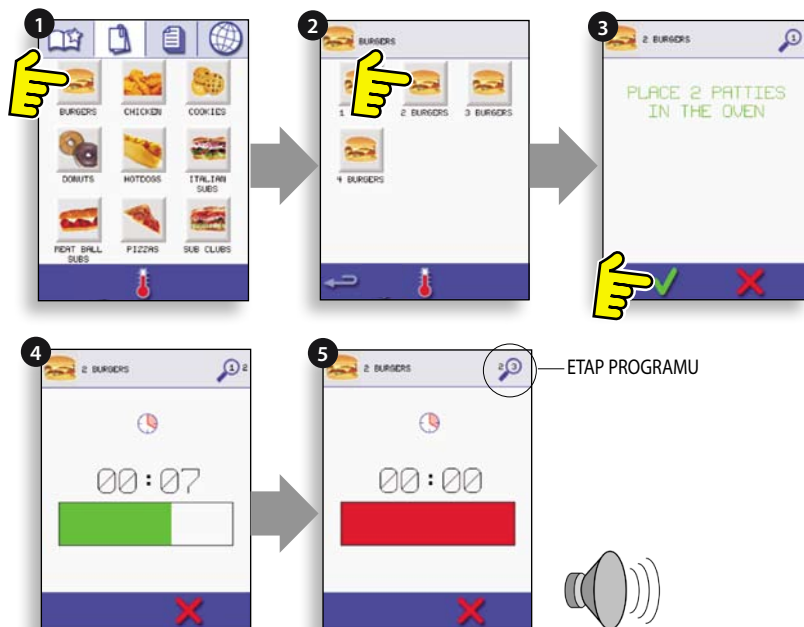 1
BURGERS
CHICKEN
COOKIES
DONUTS
HOTDOGS
ITALIAN
SUBS
MEAT BALL
SUBS
PIZZAS
SUB CLUBS
2
BURGERS
1
2 BURGERS
3 BURGERS
4 BURGERS
3
2 BURGERS
1
PLACE 2 PATTIES
IN THE OVEN
4
2 BURGERS
1 2
00:07
5
2 BURGERS
2 3
ETAP PROGRAMU
00:00